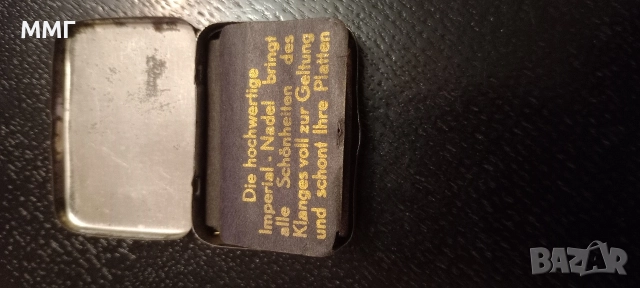 ММГ
Die hochwertige
Imperial - Nadel bringt
alle Schönheiten des
Klanges voll zur Geltung
und schont Ihre Platten
BAZAR